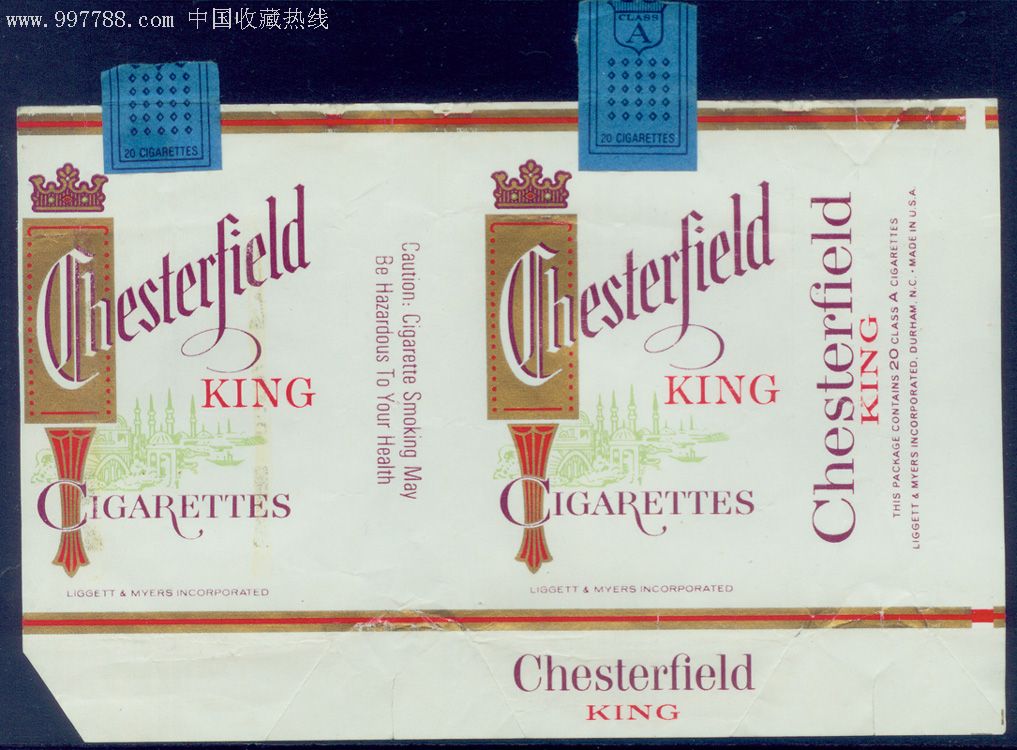 www.997788.com 中国收藏热线
20 CIGARETTES
CLASS
A
20 CIGARETTES
Chesterfield
KING
CIGARETTES
LIGGETT & MYERS INCORPORATED
Caution: Cigarette Smoking May
Be Hazardous To Your Health
Chesterfield
KING
CIGARETTES
LIGGETT & MYERS INCORPORATED
Chesterfield
KING
THIS PACKAGE CONTAINS 20 CLASS A CIGARETTES
LIGGETT & MYERS INCORPORATED, DURHAM, N.C. · MADE IN U.S.A.
Chesterfield
KING